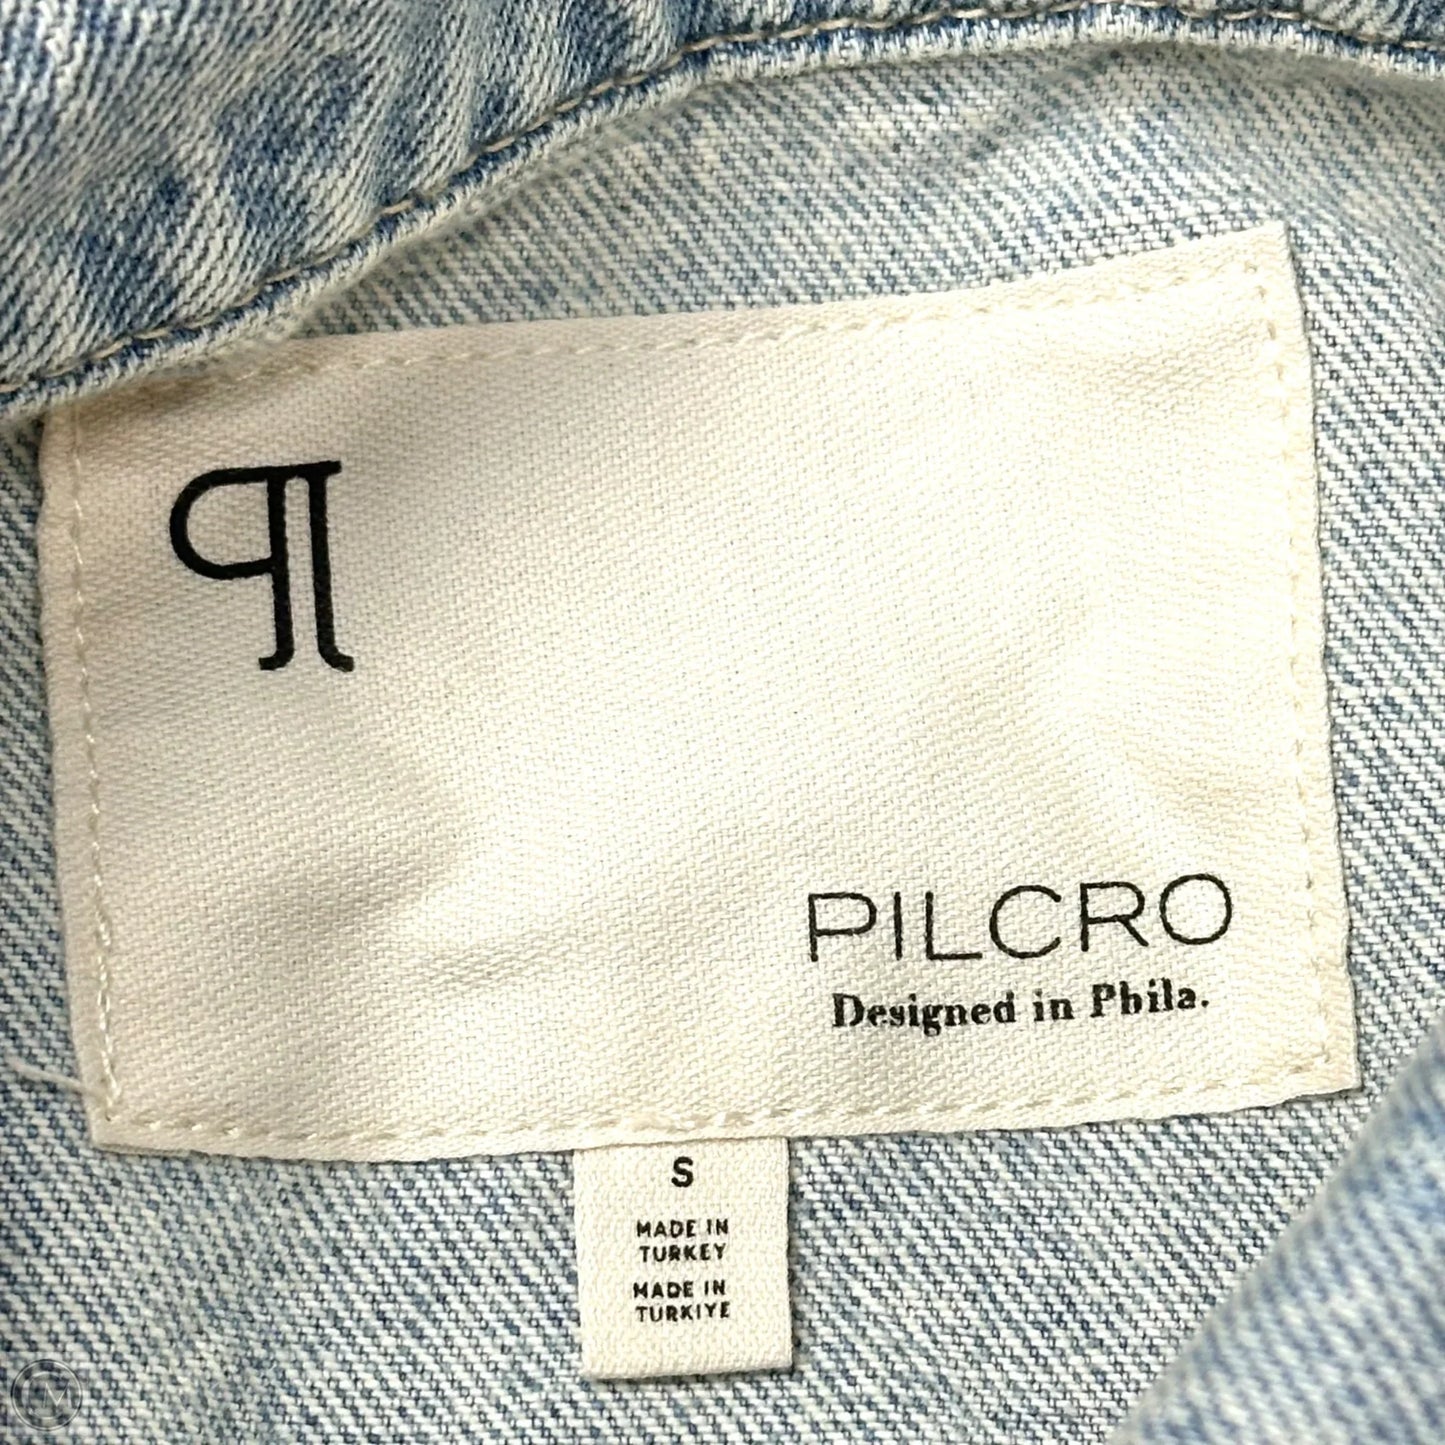 ¶
PILCRO
Designed in Phila.
S
MADE IN
TURKEY
MADE IN
TURKIYE